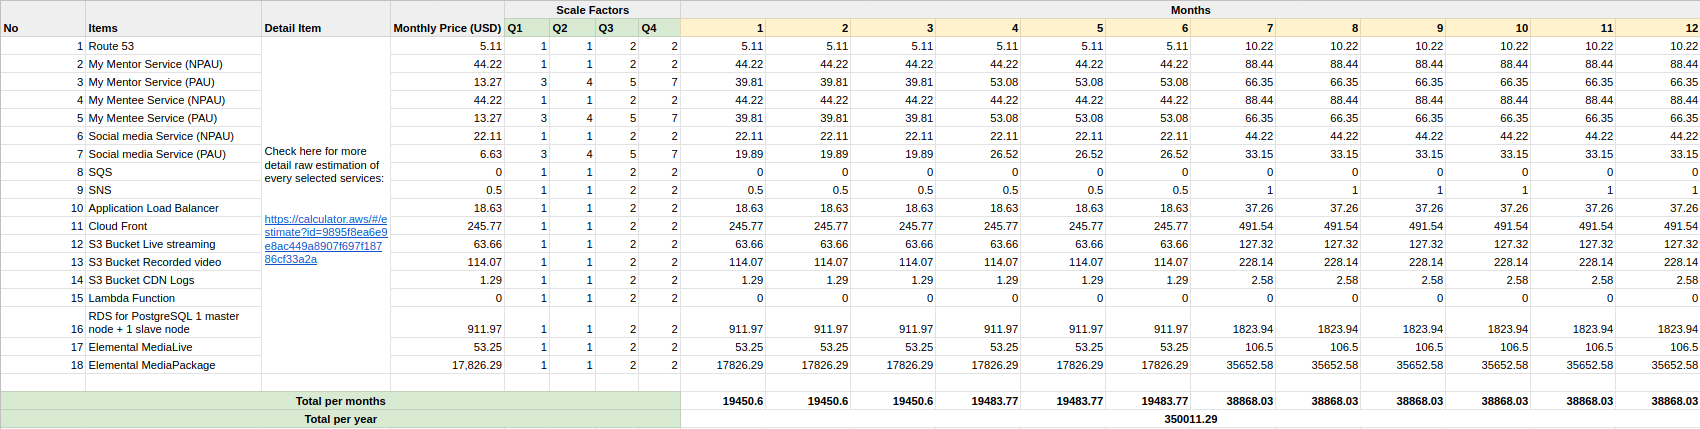 Scale Factors Months
No Items Detail Item Monthly Price (USD) Q1 Q2 Q3 Q4 1 2 3 4 5 6 7 8 9 10 11 12
1 Route 53 5.11 1 1 2 2 5.11 5.11 5.11 5.11 5.11 5.11 10.22 10.22 10.22 10.22 10.22 10.22
2 My Mentor Service (NPAU) 44.22 1 1 2 2 44.22 44.22 44.22 44.22 44.22 44.22 88.44 88.44 88.44 88.44 88.44 88.44
3 My Mentor Service (PAU) 13.27 3 4 5 7 39.81 39.81 39.81 53.08 53.08 53.08 66.35 66.35 66.35 66.35 66.35 66.35
4 My Mentee Service (NPAU) 44.22 1 1 2 2 44.22 44.22 44.22 44.22 44.22 44.22 88.44 88.44 88.44 88.44 88.44 88.44
5 My Mentee Service (PAU) 13.27 3 4 5 7 39.81 39.81 39.81 53.08 53.08 53.08 66.35 66.35 66.35 66.35 66.35 66.35
6 Social media Service (NPAU) 22.11 1 1 2 2 22.11 22.11 22.11 22.11 22.11 22.11 44.22 44.22 44.22 44.22 44.22 44.22
7 Social media Service (PAU) 6.63 3 4 5 7 19.89 19.89 19.89 26.52 26.52 26.52 33.15 33.15 33.15 33.15 33.15 33.15
8 SQS 0 1 1 2 2 0 0 0 0 0 0 0 0 0 0 0 0
9 SNS 0.5 1 1 2 2 0.5 0.5 0.5 0.5 0.5 0.5 1 1 1 1 1 1
10 Application Load Balancer 18.63 1 1 2 2 18.63 18.63 18.63 18.63 18.63 18.63 37.26 37.26 37.26 37.26 37.26 37.26
11 Cloud Front 245.77 1 1 2 2 245.77 245.77 245.77 245.77 245.77 245.77 491.54 491.54 491.54 491.54 491.54 491.54
12 S3 Bucket Live streaming 63.66 1 1 2 2 63.66 63.66 63.66 63.66 63.66 63.66 127.32 127.32 127.32 127.32 127.32 127.32
13 S3 Bucket Recorded video 114.07 1 1 2 2 114.07 114.07 114.07 114.07 114.07 114.07 228.14 228.14 228.14 228.14 228.14 228.14
14 S3 Bucket CDN Logs 1.29 1 1 2 2 1.29 1.29 1.29 1.29 1.29 1.29 2.58 2.58 2.58 2.58 2.58 2.58
15 Lambda Function 0 1 1 2 2 0 0 0 0 0 0 0 0 0 0 0 0
RDS for PostgreSQL 1 master
16 node + 1 slave node 911.97 1 1 2 2 911.97 911.97 911.97 911.97 911.97 911.97 1823.94 1823.94 1823.94 1823.94 1823.94 1823.94
17 Elemental MediaLive 53.25 1 1 2 2 53.25 53.25 53.25 53.25 53.25 53.25 106.5 106.5 106.5 106.5 106.5 106.5
18 Elemental MediaPackage 17,826.29 1 1 2 2 17826.29 17826.29 17826.29 17826.29 17826.29 17826.29 35652.58 35652.58 35652.58 35652.58 35652.58 35652.58
Check here for more
detail raw estimation of
every selected services:
https://calculator.aws/#/e
stimate?id=9895f8ea6e9
e8ac449a8907f697f187
86cf33a2a
Total per months 19450.6 19450.6 19450.6 19483.77 19483.77 19483.77 38868.03 38868.03 38868.03 38868.03 38868.03 38868.03
Total per year 350011.29